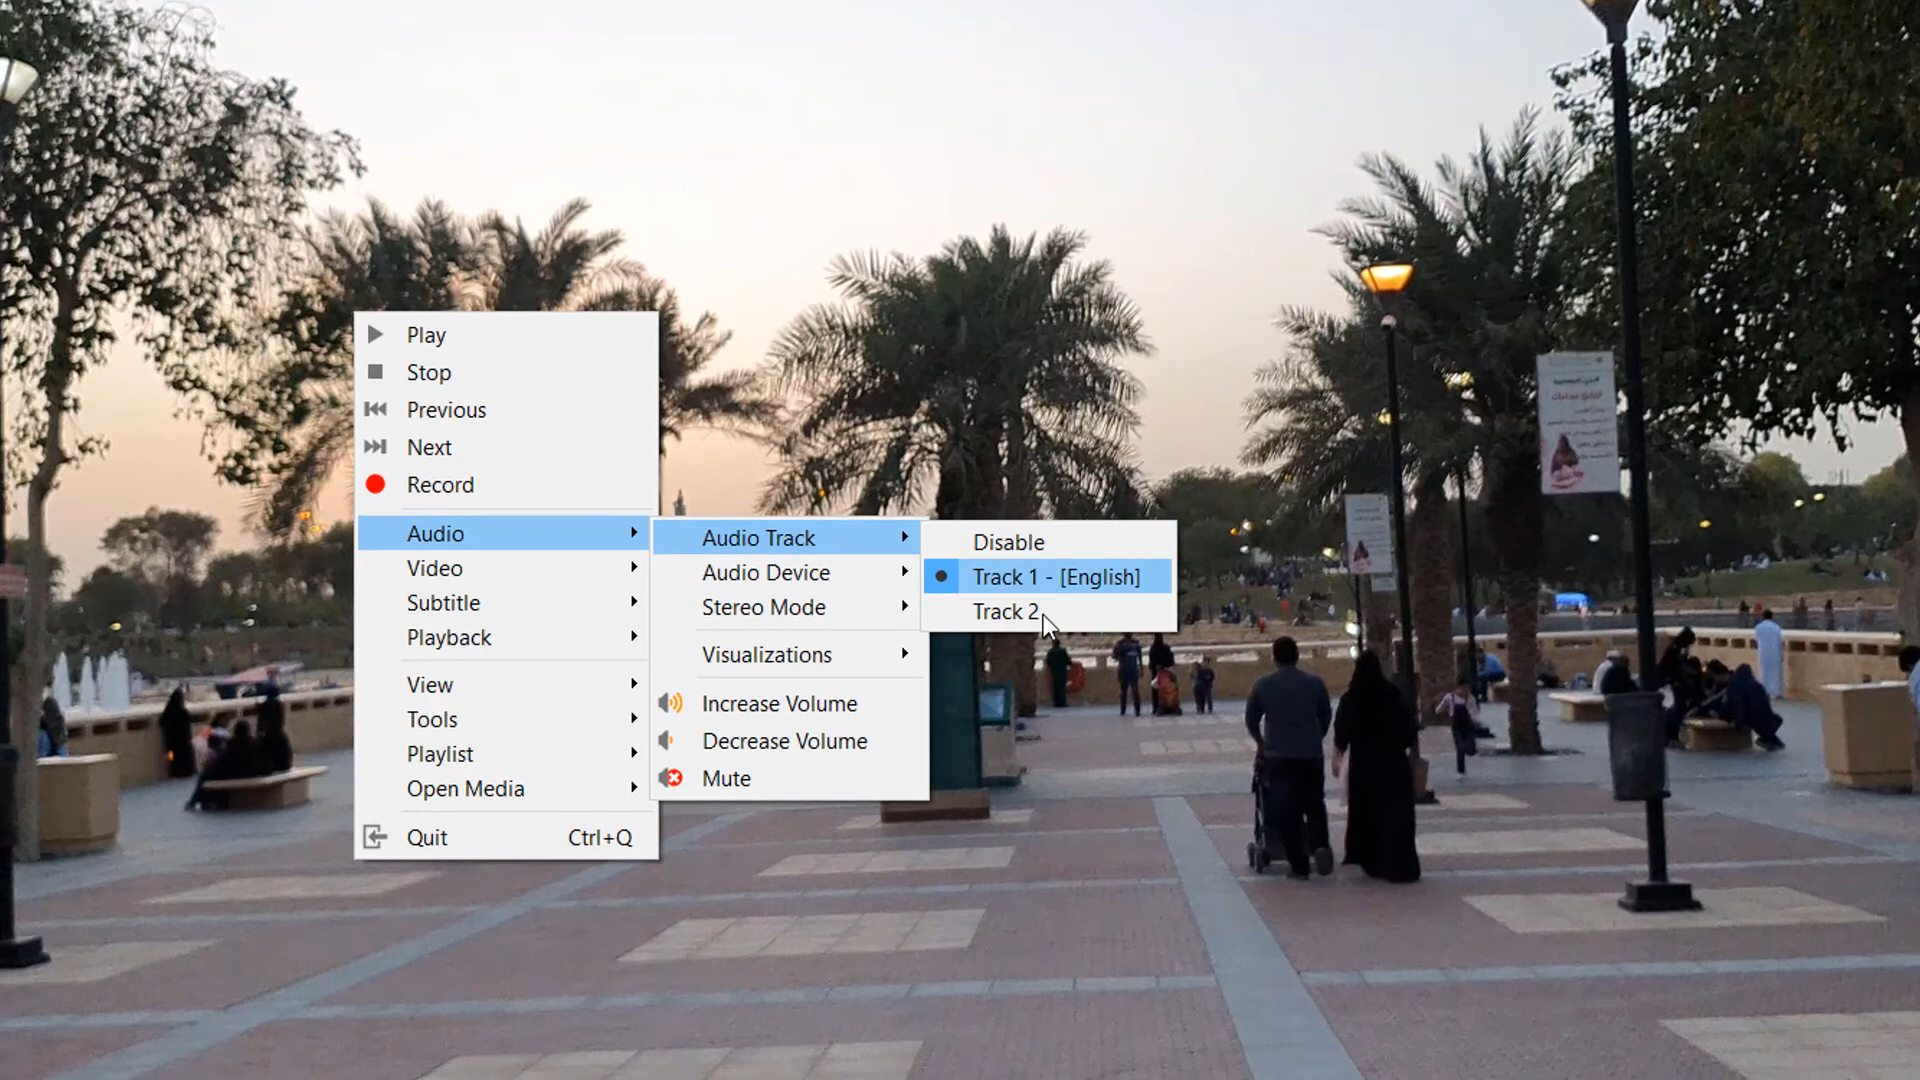 Play
Stop
Previous
Next
Record
Audio
Video
Subtitle
Playback
View
Tools
Playlist
Open Media
Quit Ctrl+Q
Audio Track
Audio Device
Stereo Mode
Visualizations
Increase Volume
Decrease Volume
Mute
Disable
Track 1 - [English]
Track 2